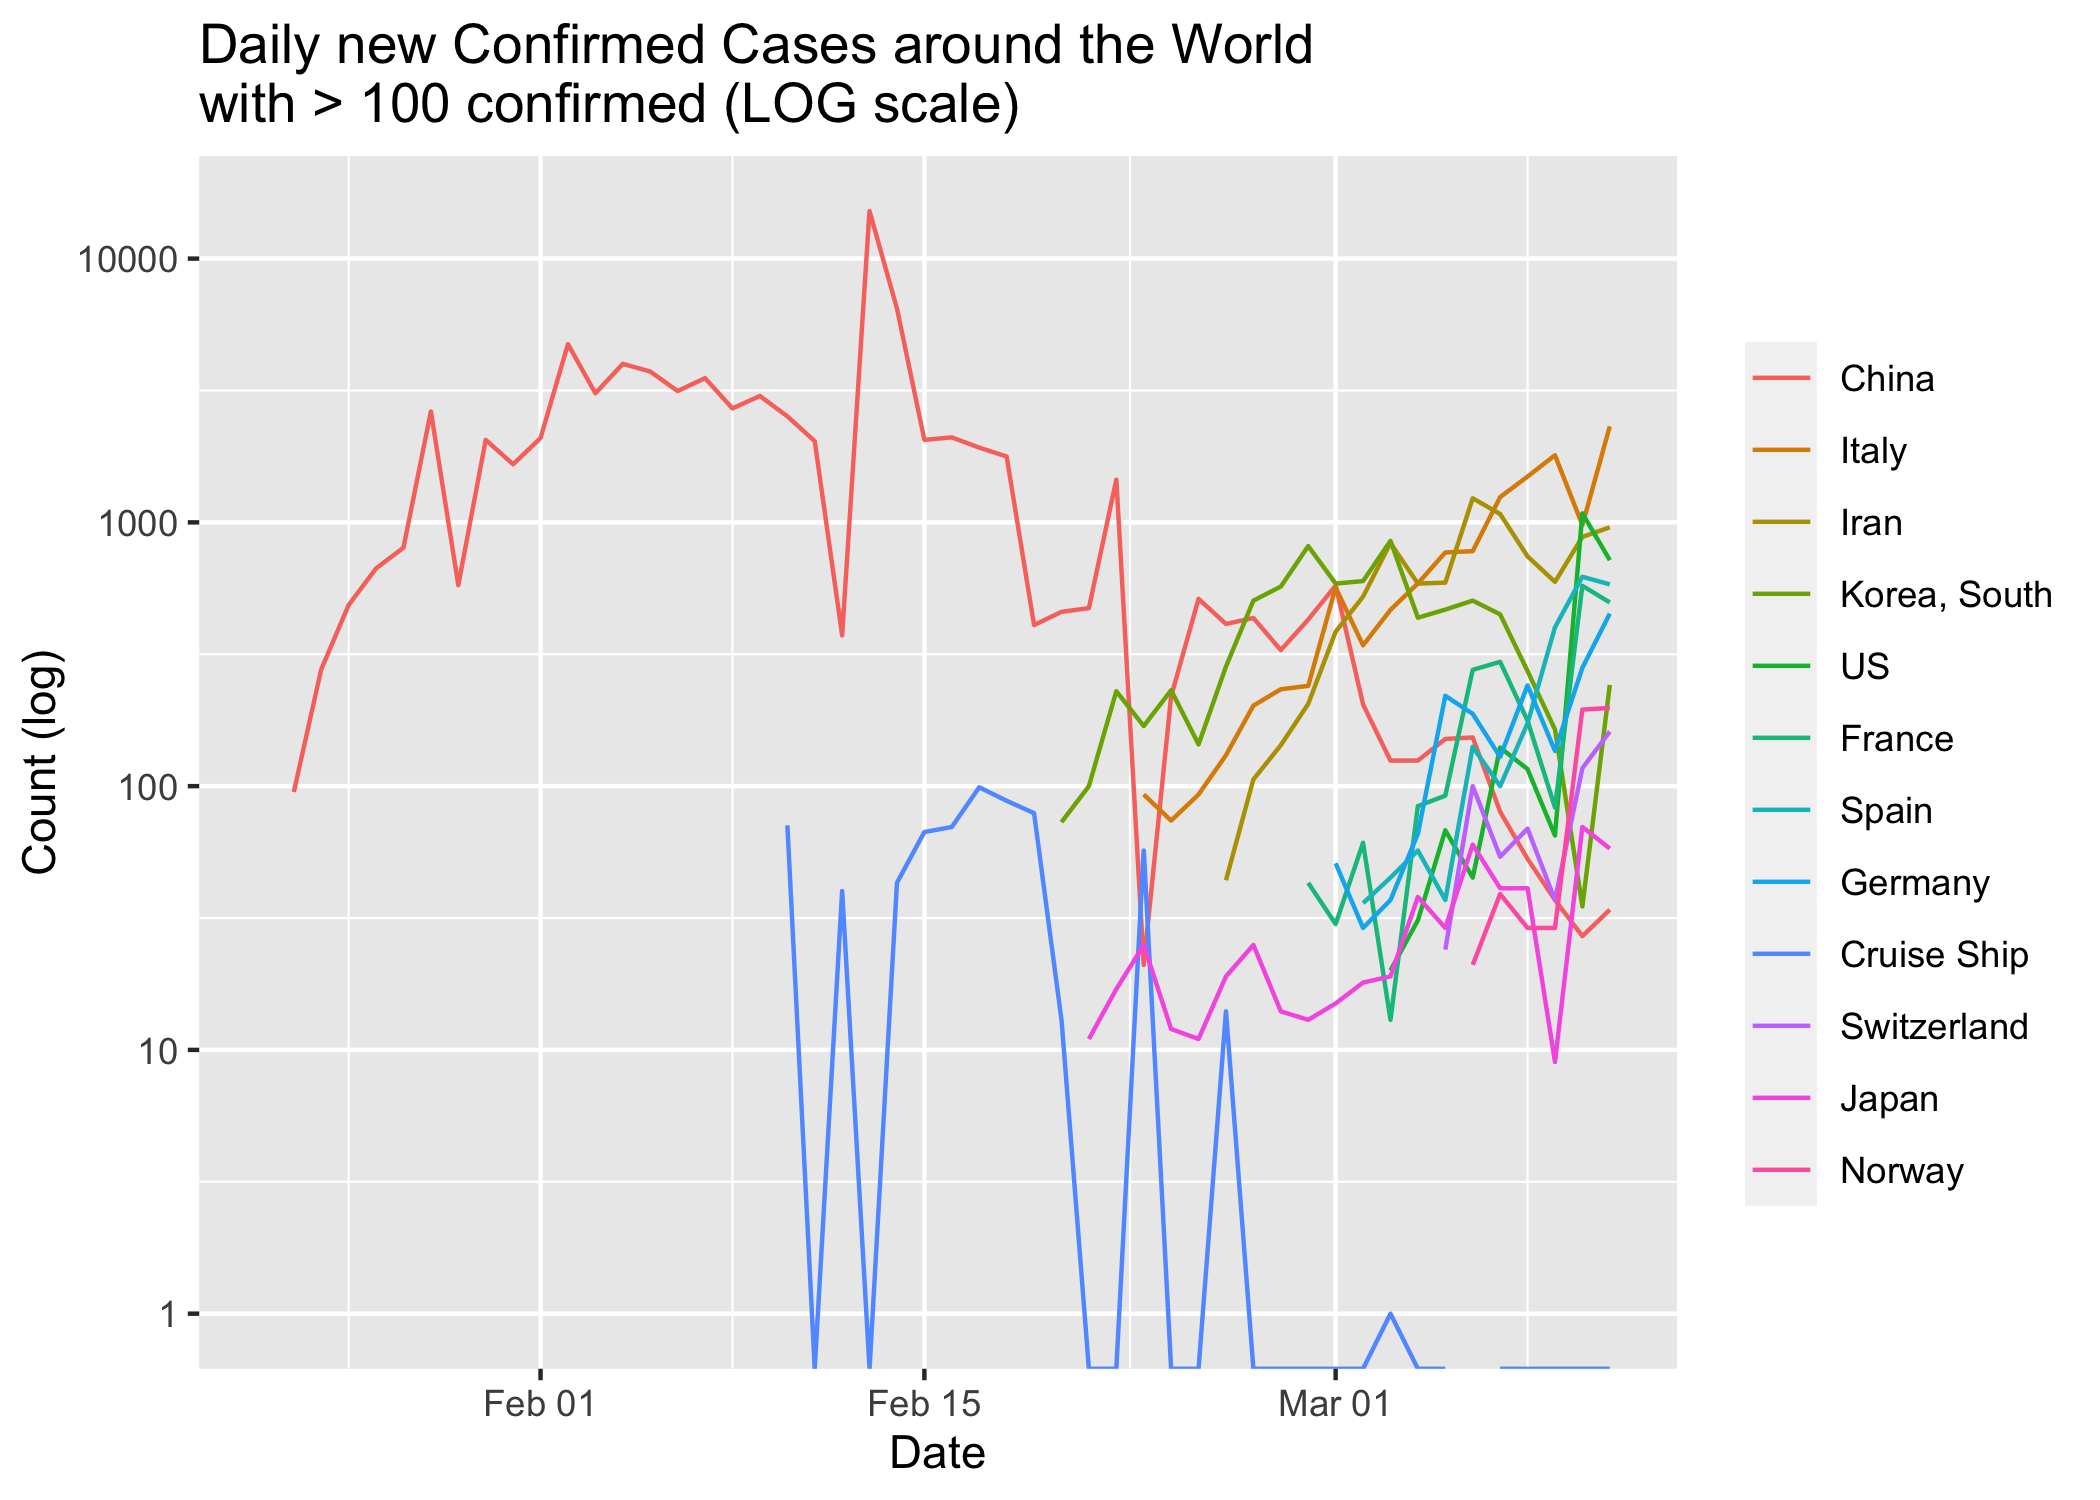 Daily new Confirmed Cases around the World
with > 100 confirmed (LOG scale)
Count (log)
10000
1000
100
10
1
Feb 01
Feb 15
Mar 01
Date
China
Italy
Iran
Korea, South
US
France
Spain
Germany
Cruise Ship
Switzerland
Japan
Norway